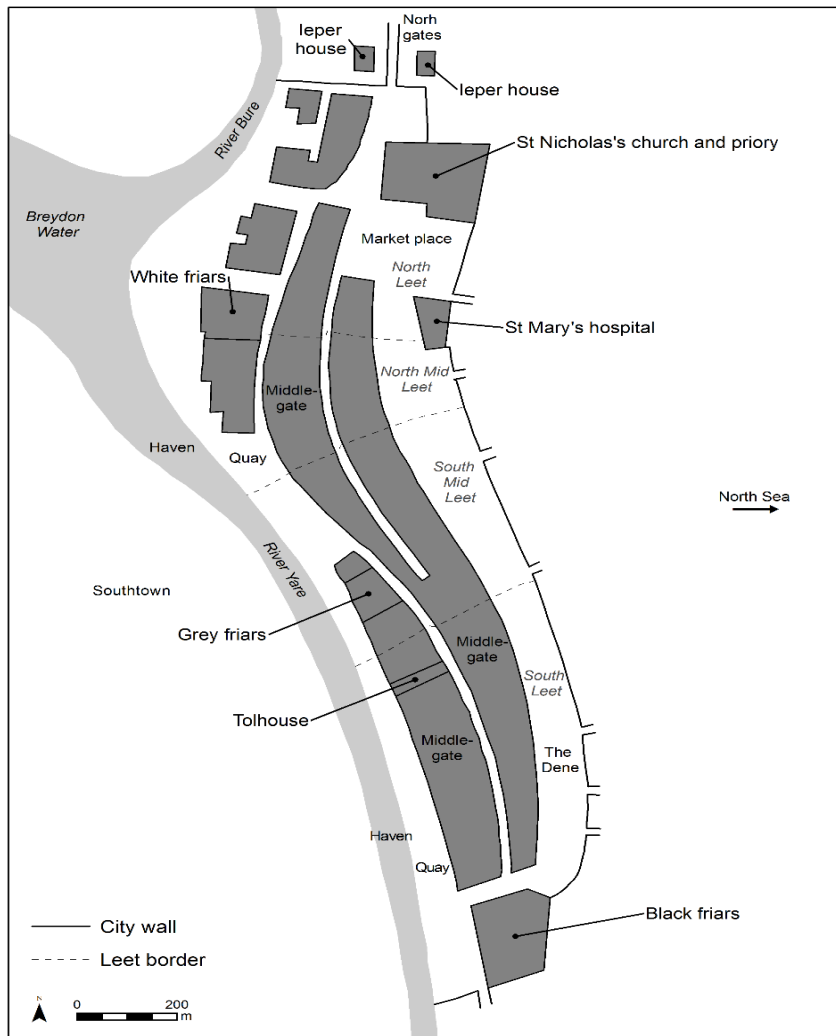 Norh
gates
Ieper
house
Ieper house
River Bure
St Nicholas's church and priory
Breydon
Water
Market place
North
Leet
White friars
St Mary's hospital
North Mid
Leet
Middle-
gate
Haven
Quay
South
Mid
Leet
North Sea
River Yare
Southtown
Grey friars
Middle-
gate
South
Leet
Tolhouse
Middle-
gate
The
Dene
Haven
Quay
Black friars
City wall
Leet border
N
0 200
m